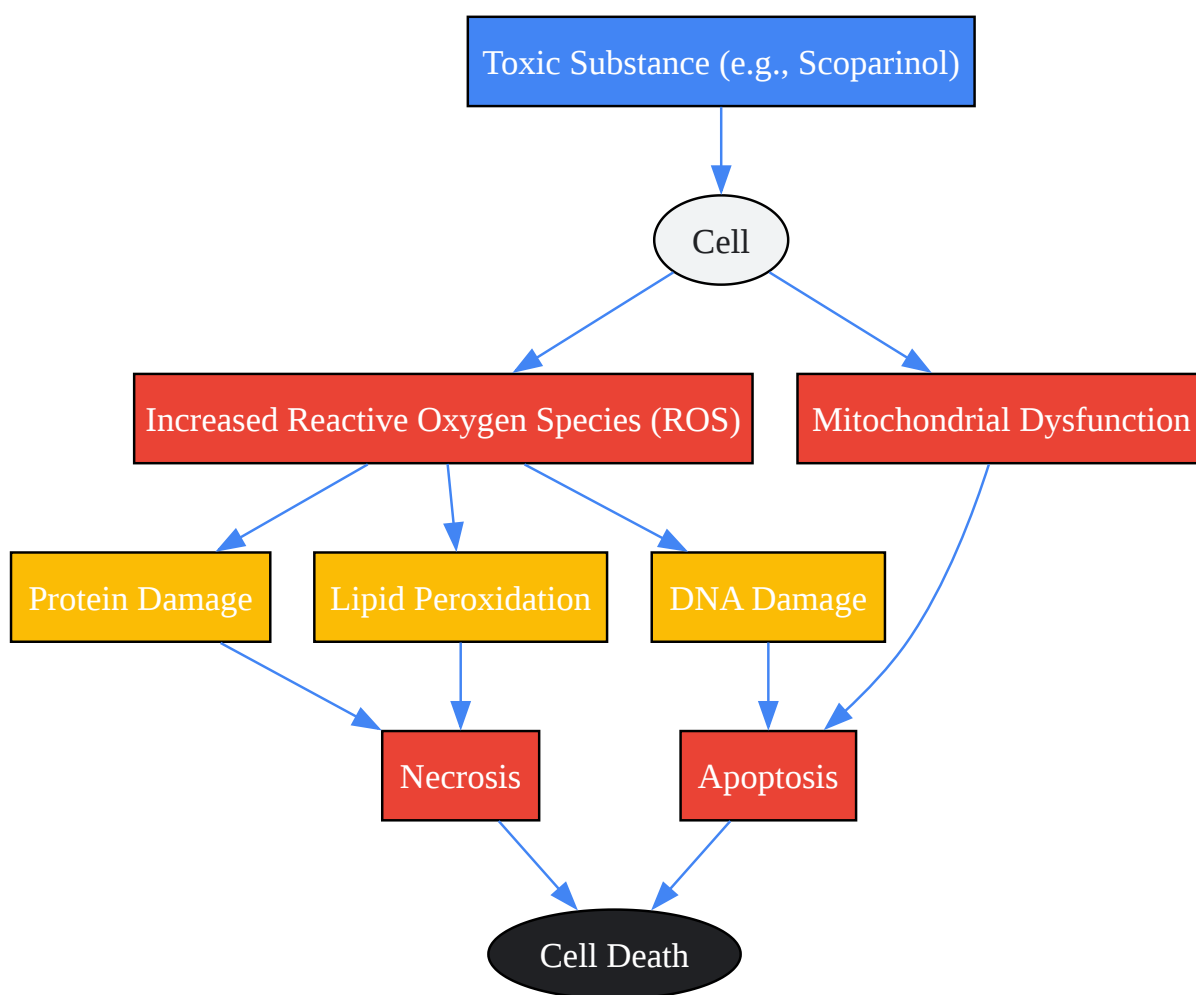 Toxic Substance (e.g., Scoparinol)
Cell
Increased Reactive Oxygen Species (ROS)
Mitochondrial Dysfunction
Protein Damage
Lipid Peroxidation
DNA Damage
Necrosis
Apoptosis
Cell Death